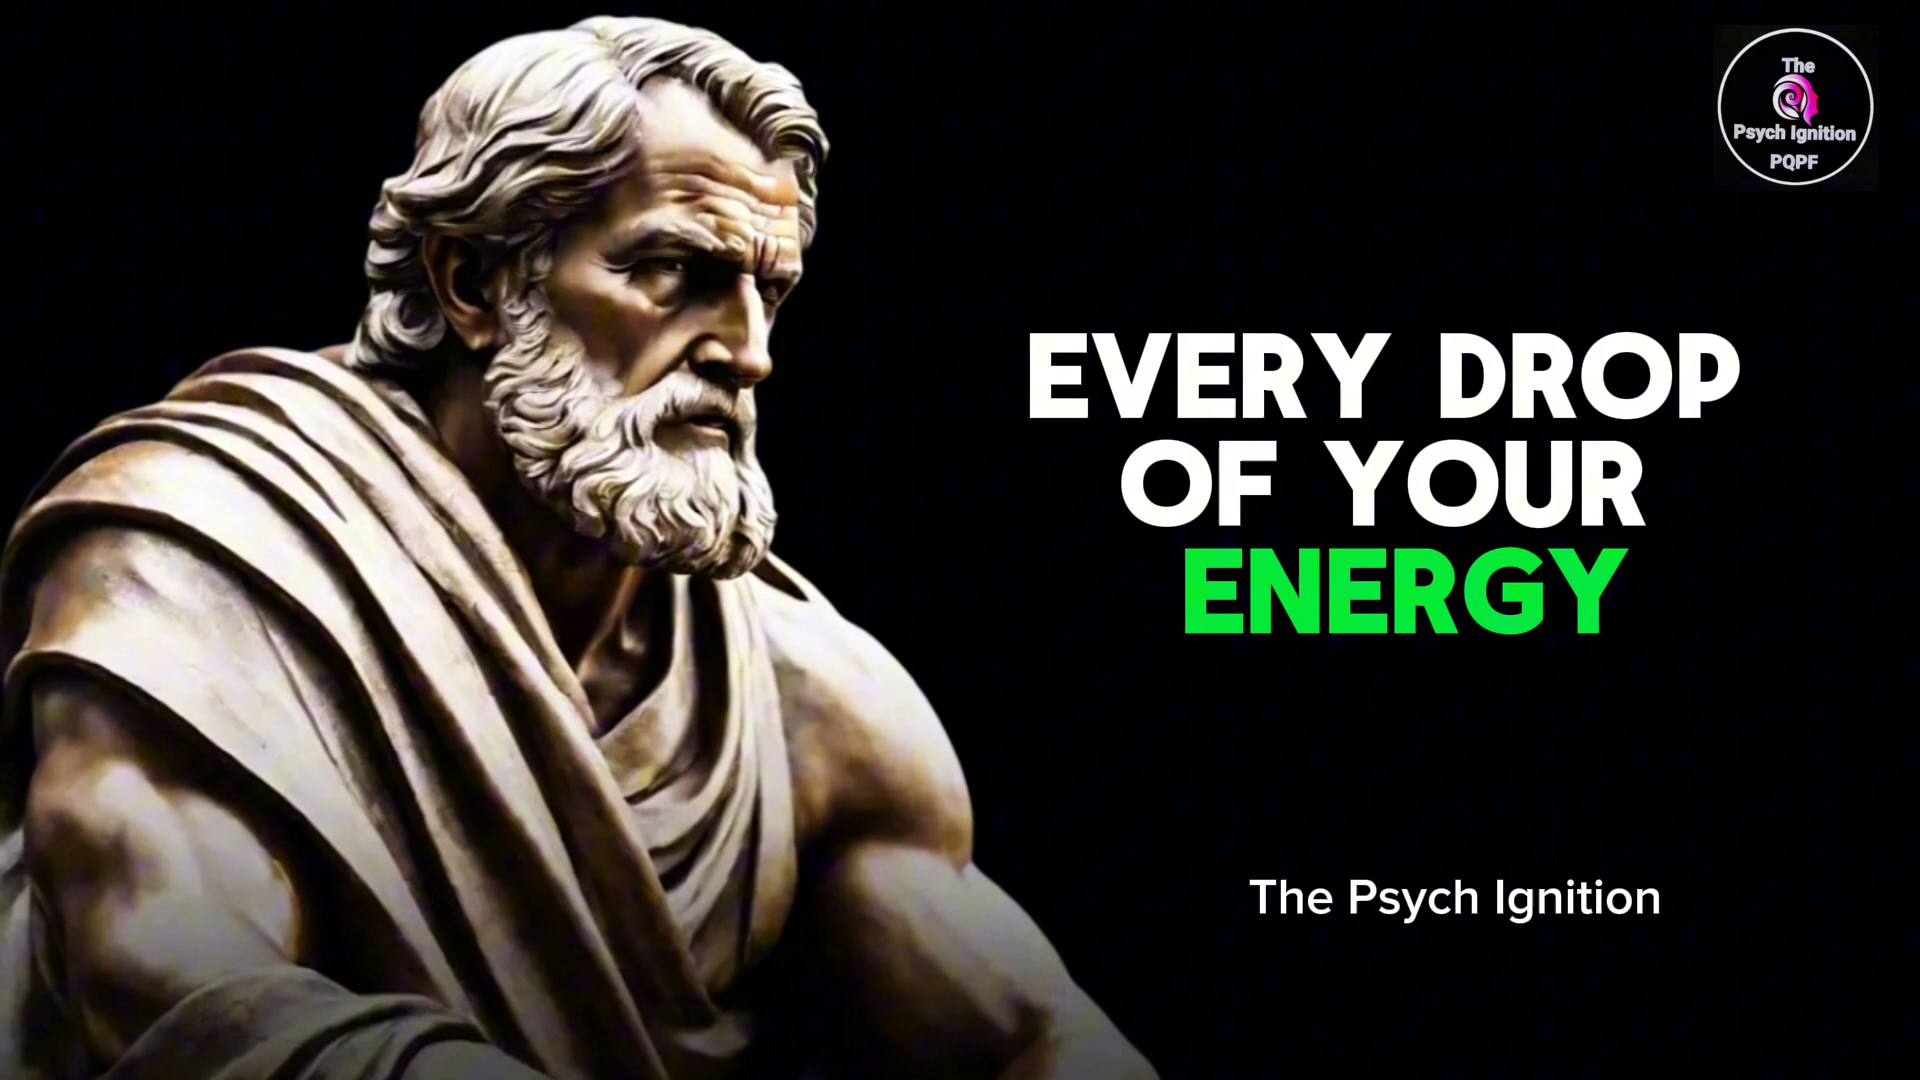 The
Psych Ignition
PQPF
EVERY DROP
OF YOUR
ENERGY
The Psych Ignition